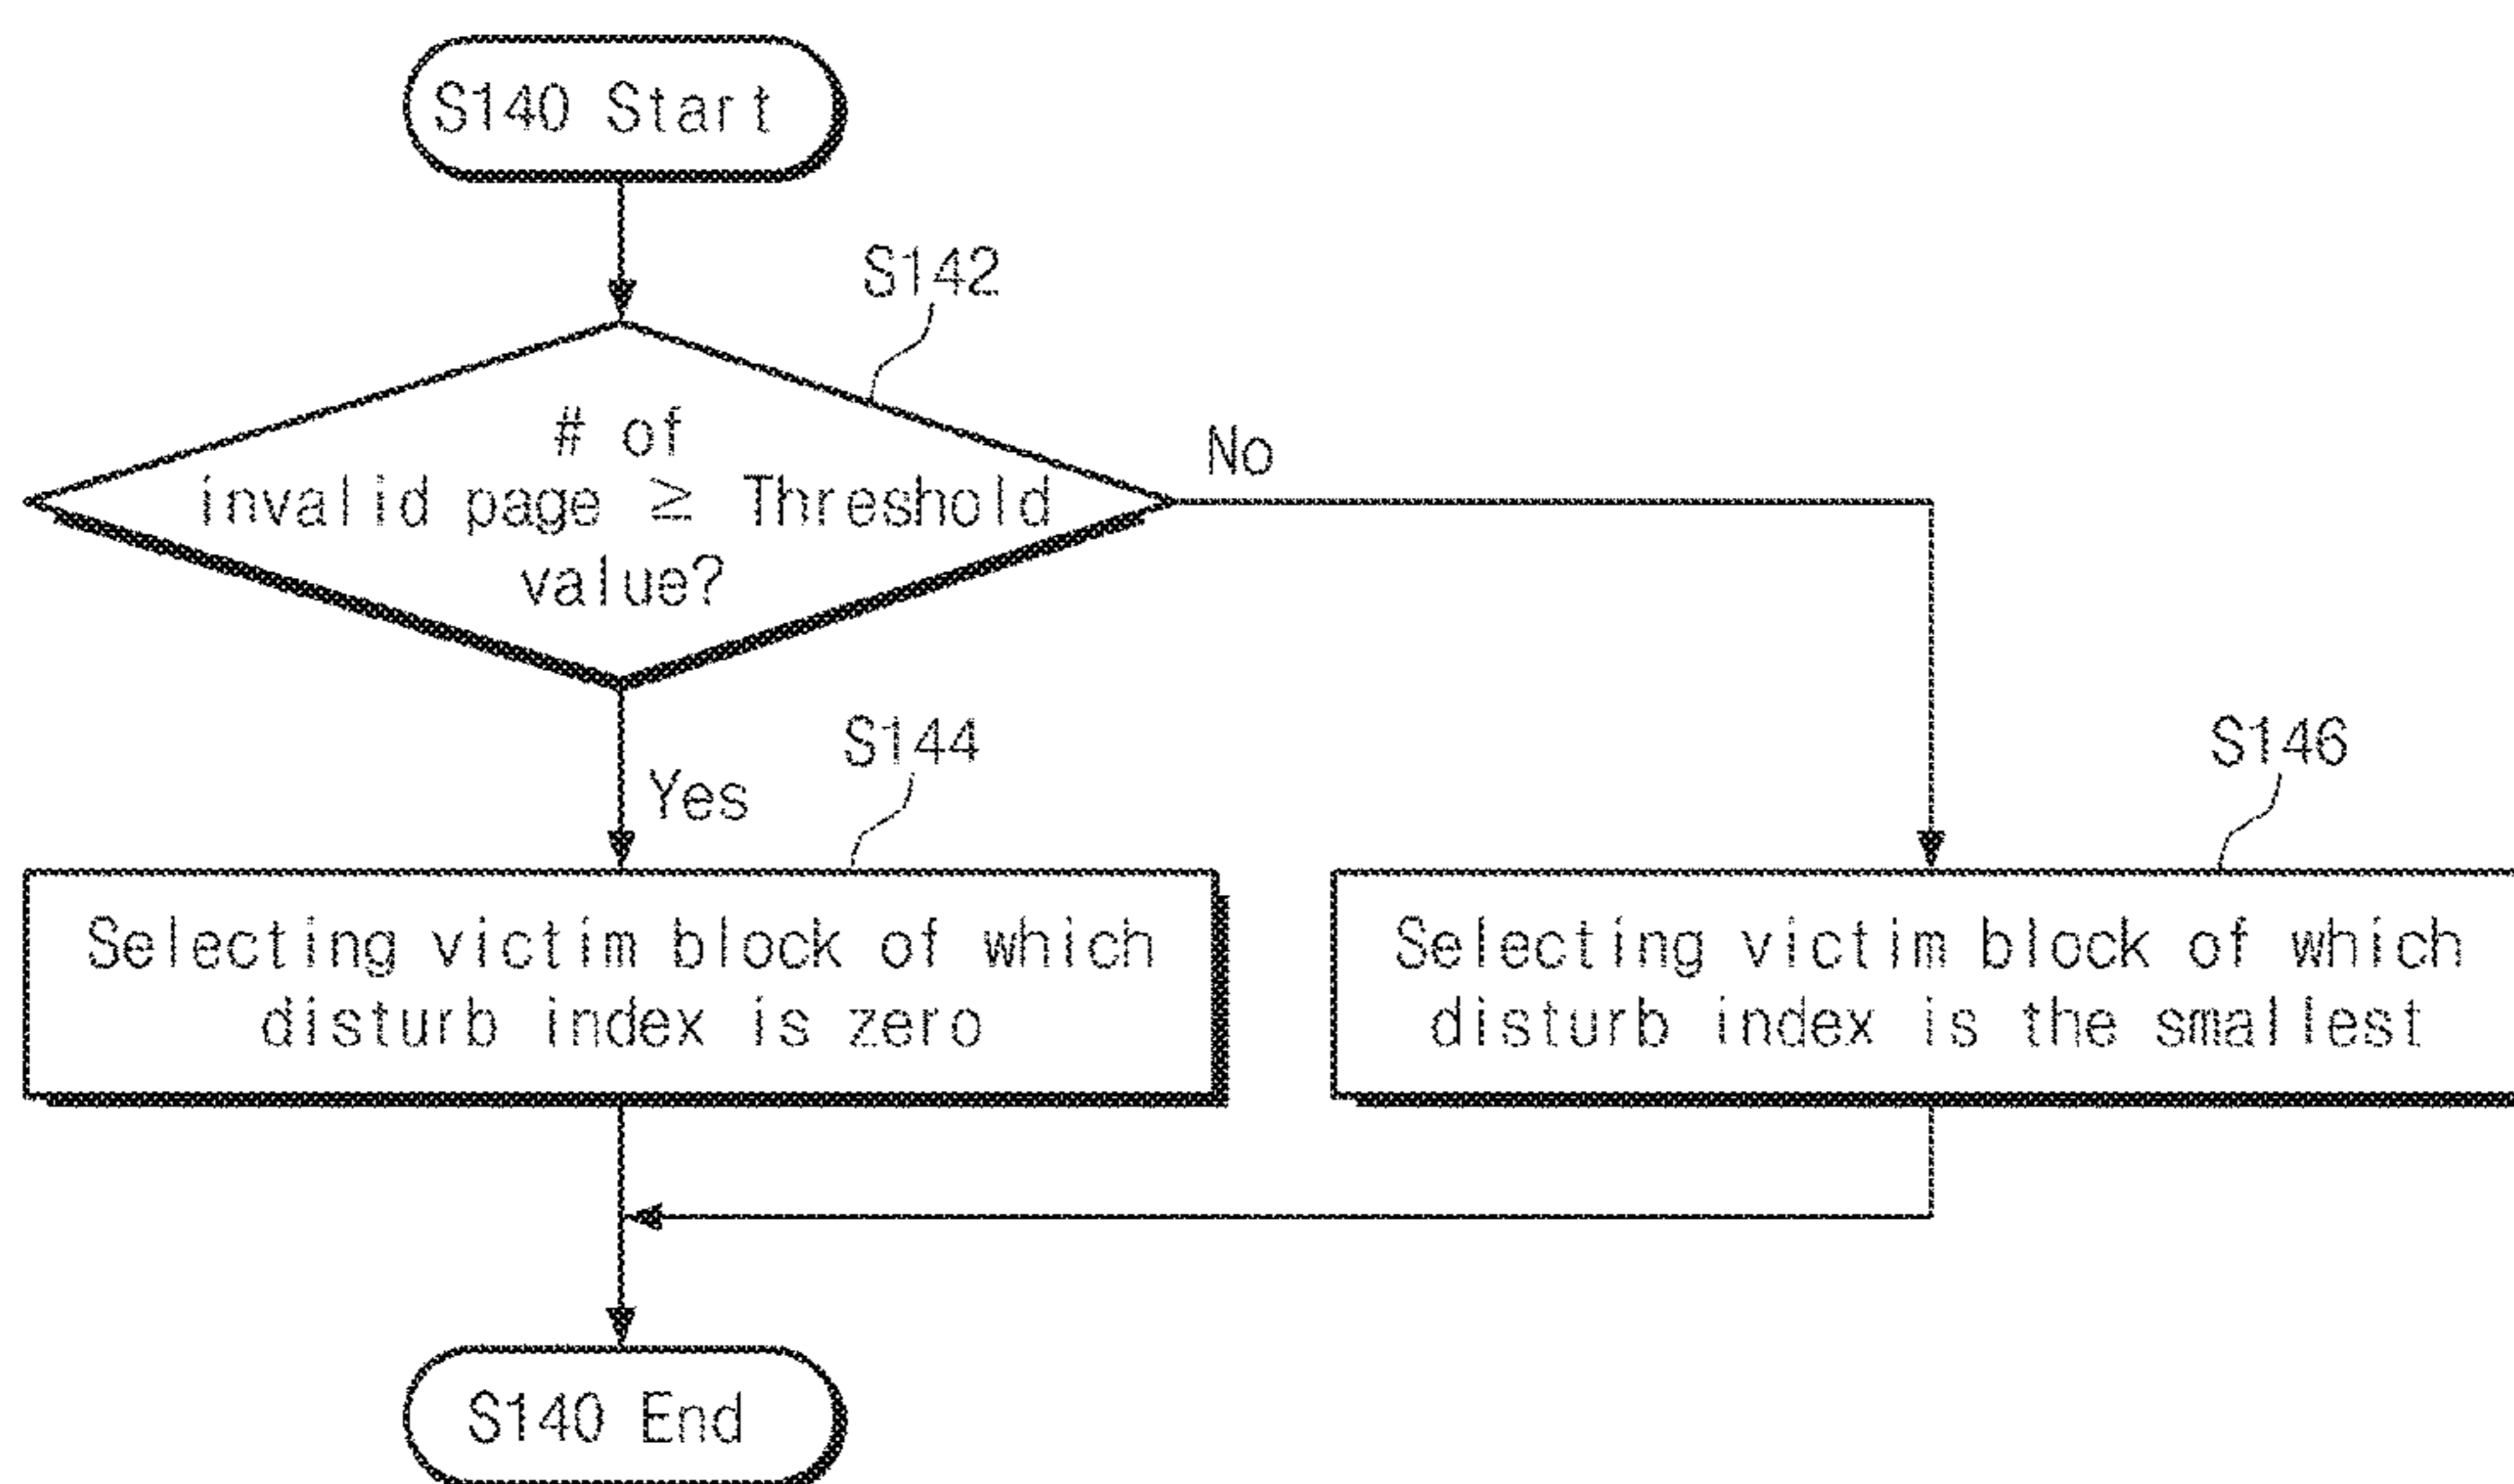 S140 Start
S142
# of
invalid page ≥ Threshold
value?
No
Yes
S144
S146
Selecting victim block of which
disturb index is zero
Selecting victim block of which
disturb index is the smallest
S140 End